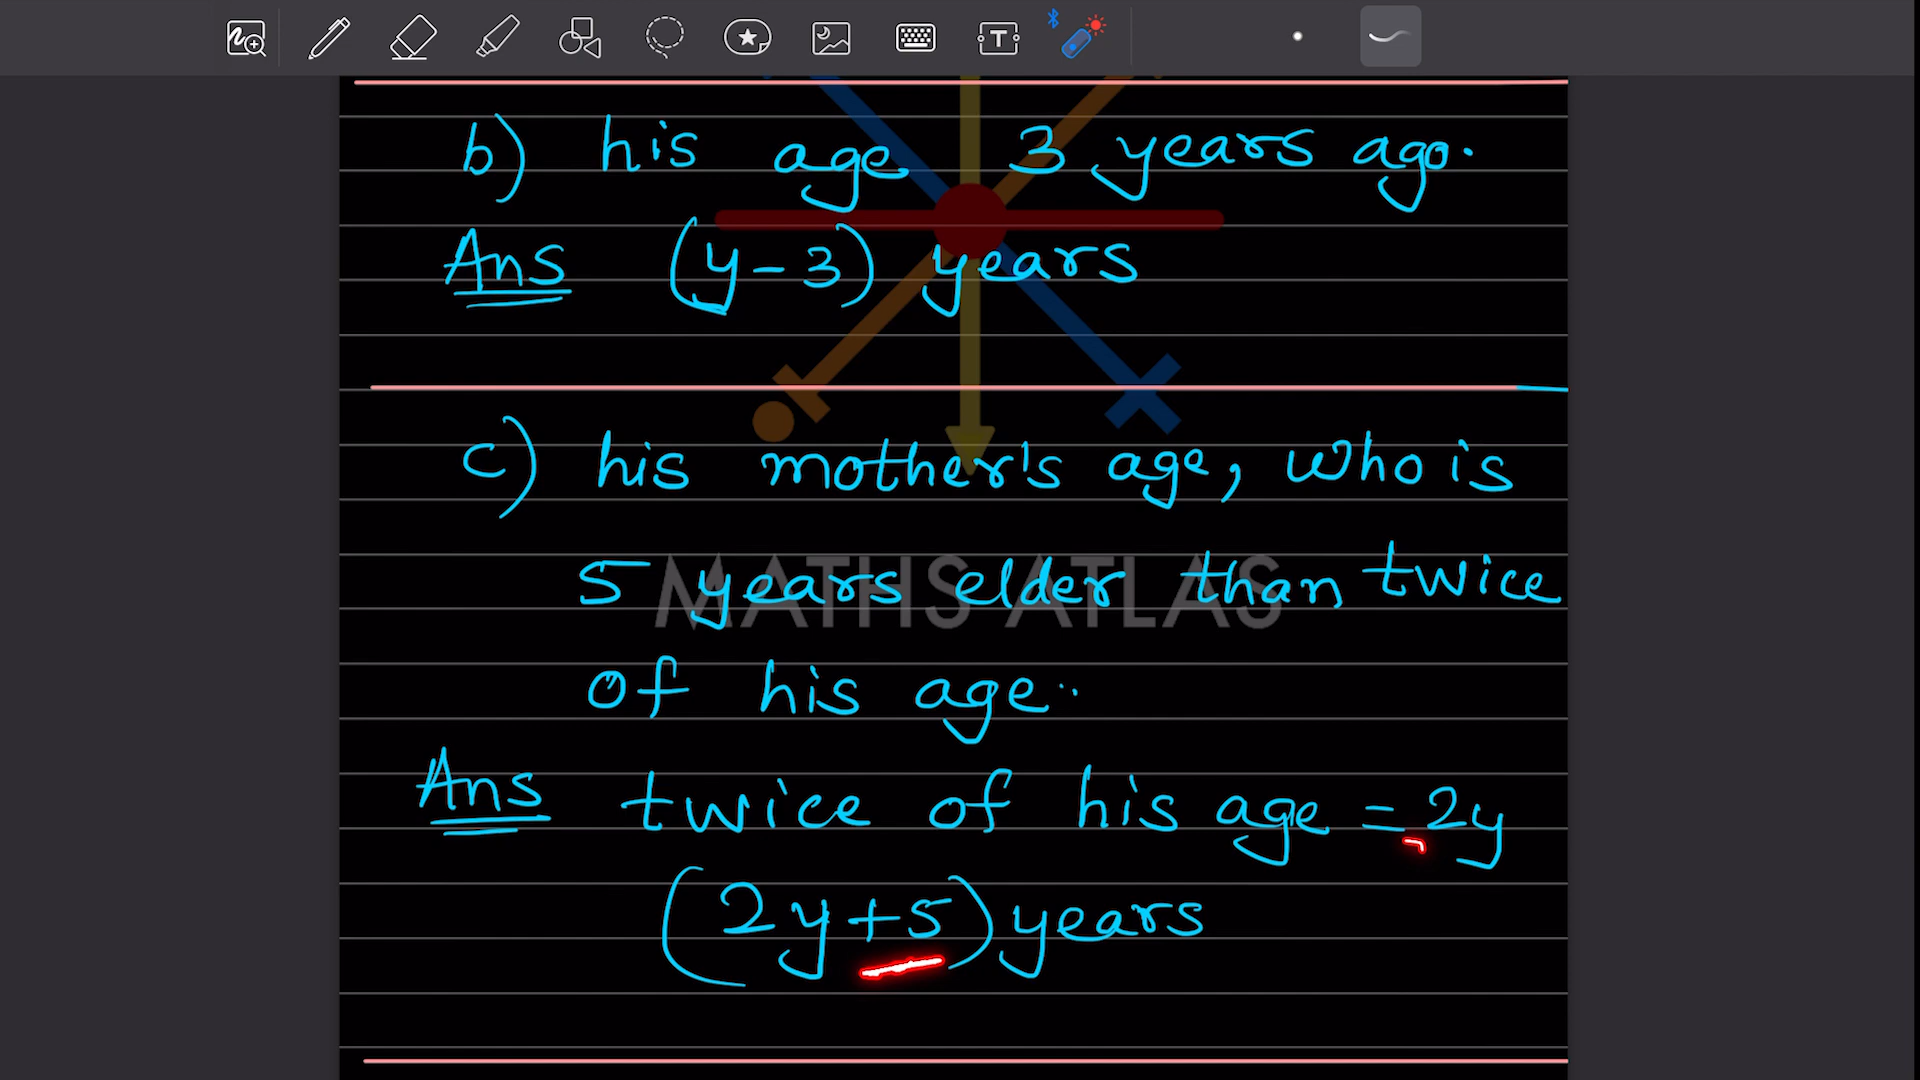 b) his age 3 years ago.
Ans (y-3) years
c) his mother's age, who is
5 years elder than twice
MATHS ATLAS
of his age..
Ans twice of his age = 2y
(2y+5) years